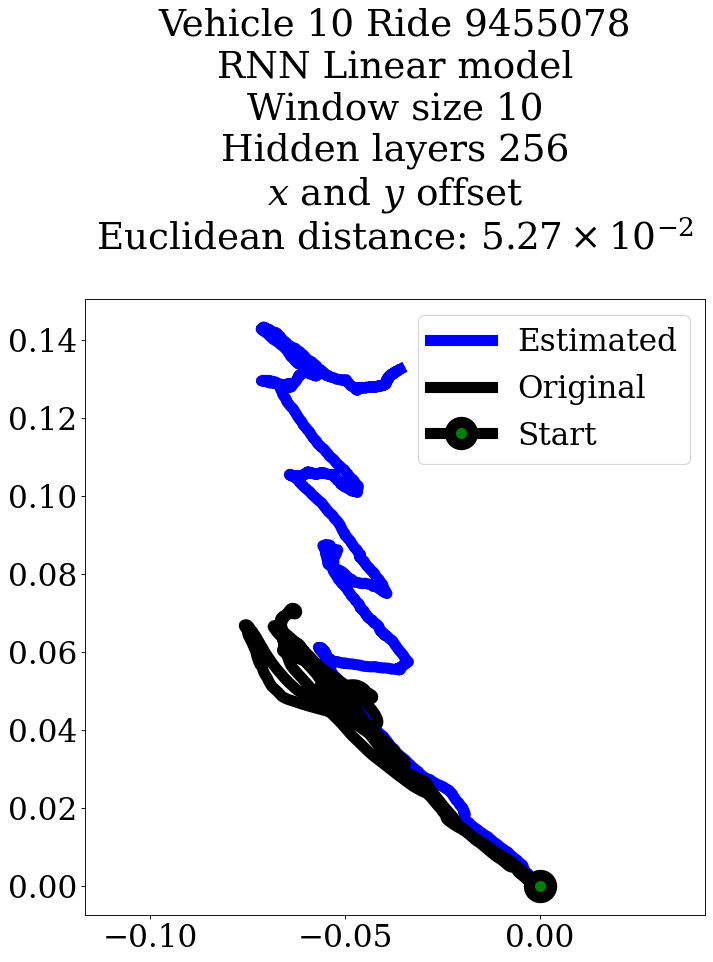 Vehicle 10 Ride 9455078
RNN Linear model
Window size 10
Hidden layers 256
x and y offset
Euclidean distance: 5.27 × 10⁻²
Estimated
Original
Start
0.14
0.12
0.10
0.08
0.06
0.04
0.02
0.00
−0.10 −0.05 0.00